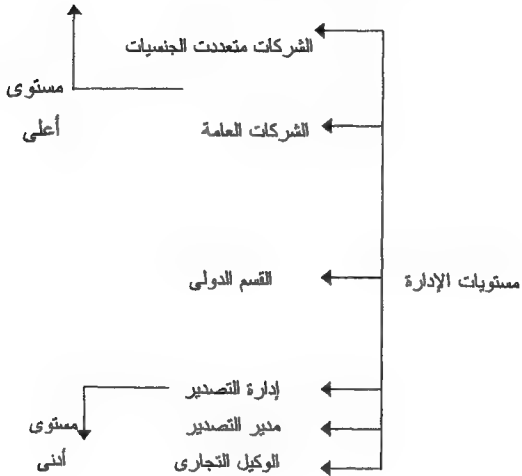 الشركات متعددت الجنسيات
مستوى
أعلى
الشركات العامة
مستويات الإدارة
القسم الدولى
إدارة التصدير
مدير التصدير
مستوى
الوكيل التجارى
أدنى